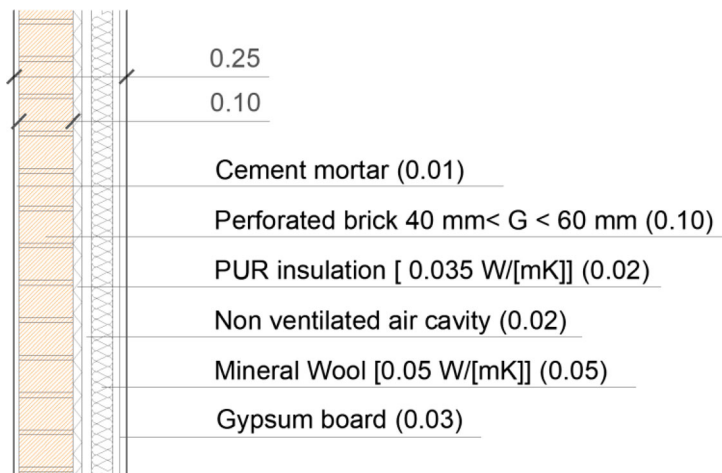 0.25
0.10
Cement mortar (0.01)
Perforated brick 40 mm< G < 60 mm (0.10)
PUR insulation [ 0.035 W/[mK]] (0.02)
Non ventilated air cavity (0.02)
Mineral Wool [0.05 W/[mK]] (0.05)
Gypsum board (0.03)